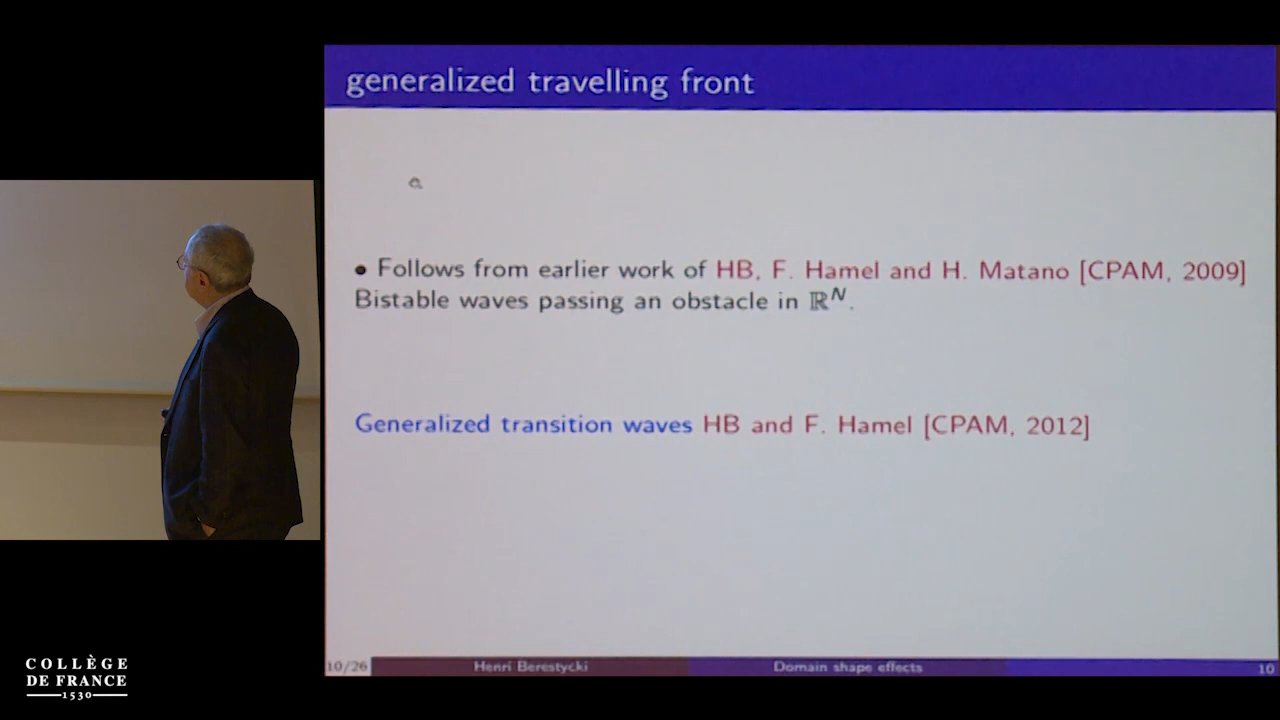 generalized travelling front
• Follows from earlier work of HB, F. Hamel and H. Matano [CPAM, 2009]
Bistable waves passing an obstacle in ℝᴺ.
Generalized transition waves HB and F. Hamel [CPAM, 2012]
10/26 Henri Berestycki Domain shape effects 10
COLLÈGE
DE FRANCE
1530